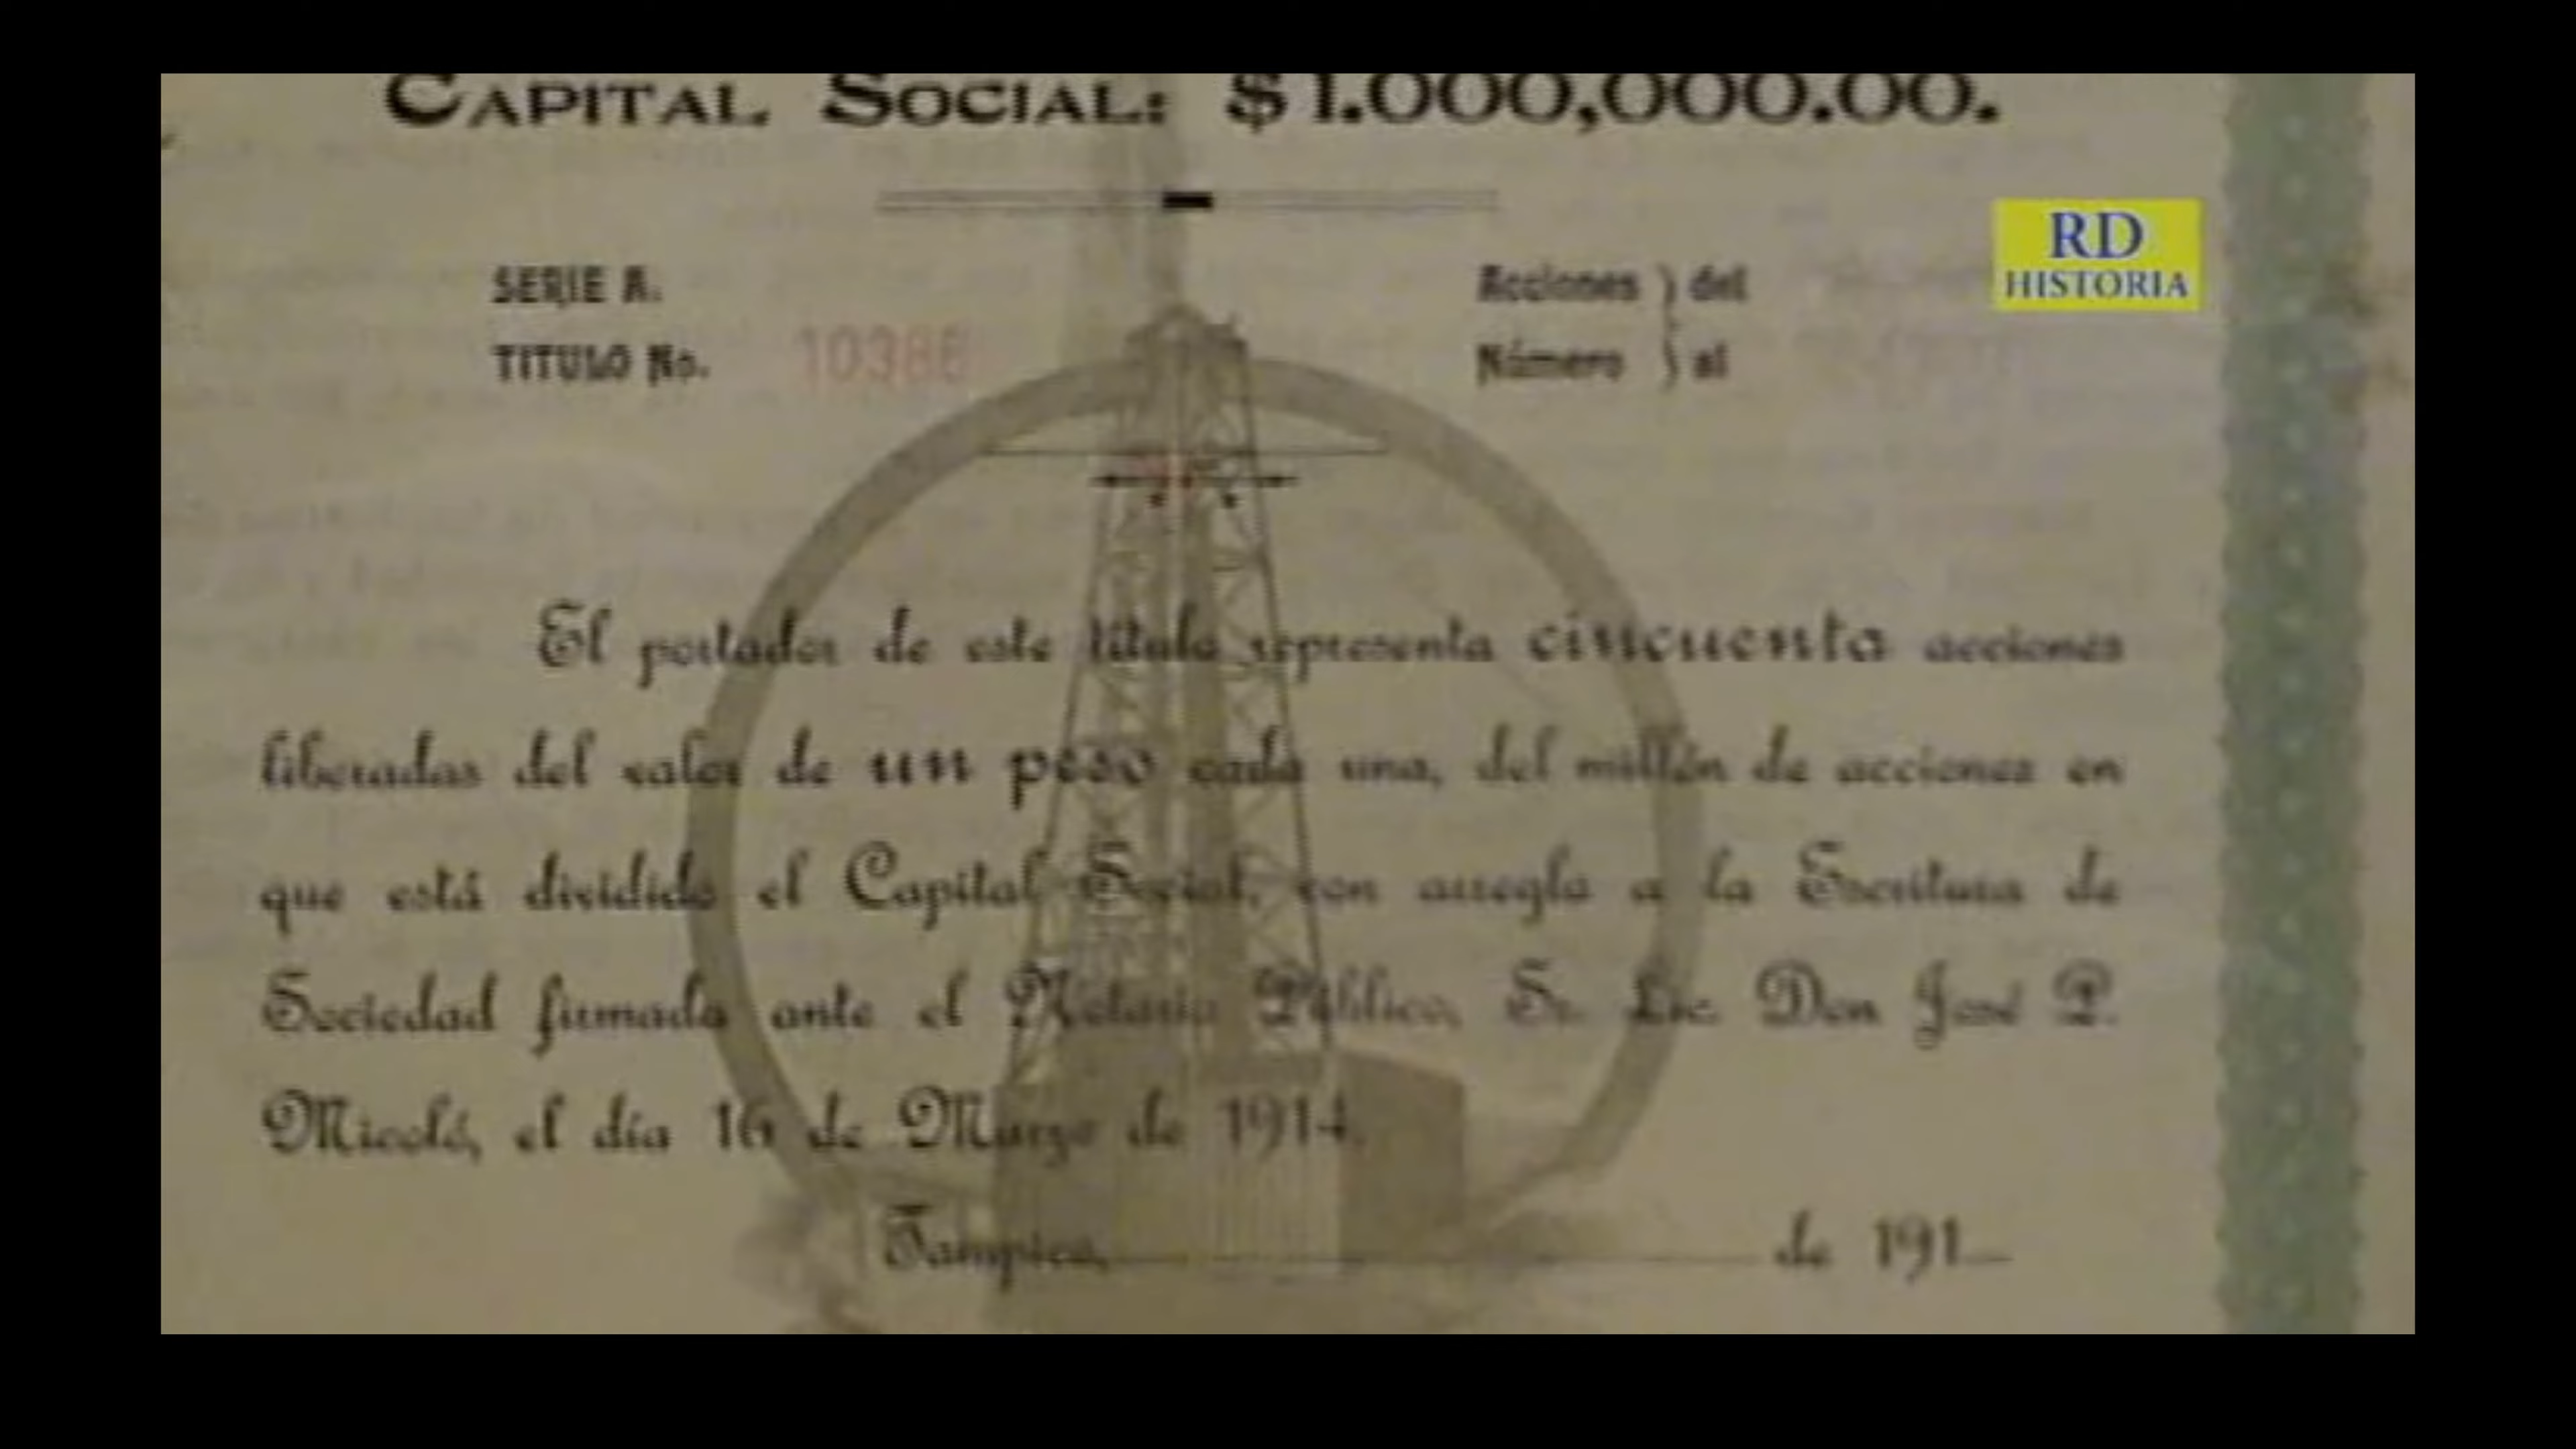 CAPITAL SOCIAL: $1.000,000.00.
RD
HISTORIA
SERIE A.
TITULO No. 10386
Acciones } del
Número } al
El portador de este título representa cincuenta acciones
liberadas del valor de un peso cada una, del millón de acciones en
que está dividido el Capital Social, con arreglo a la Escritura de
Sociedad firmada ante el Notario Público, Sr. Lic. Don José P.
Nicolé, el día 16 de Marzo de 1914.
Tampico, de 191